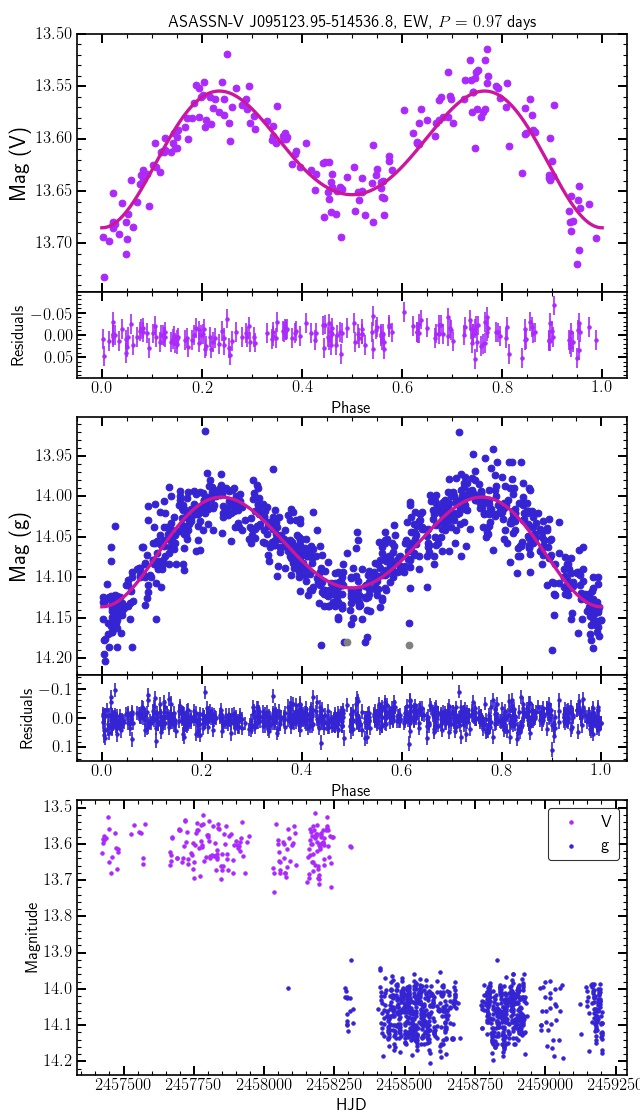 ASASSN-V J095123.95-514536.8, EW, P = 0.97 days
13.50
13.55
13.60
13.65
13.70
Mag (V)
−0.05
0.00
0.05
Residuals
0.0 0.2 0.4 0.6 0.8 1.0
Phase
13.95
14.00
14.05
14.10
14.15
14.20
Mag (g)
−0.1
0.0
0.1
Residuals
0.0 0.2 0.4 0.6 0.8 1.0
Phase
13.5
13.6
13.7
13.8
13.9
14.0
14.1
14.2
Magnitude
V
g
2457500 2457750 2458000 2458250 2458500 2458750 2459000 2459250
HJD